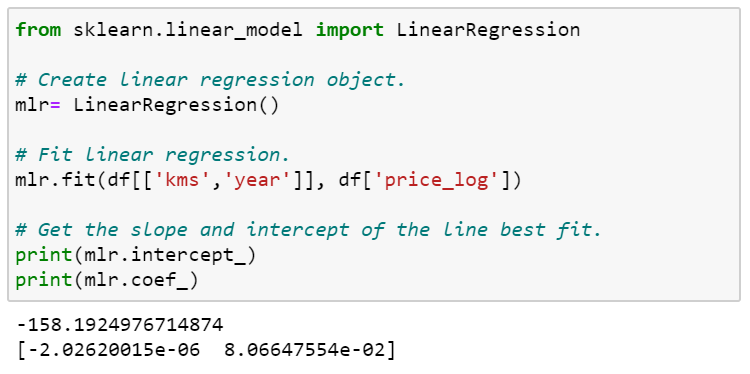 from sklearn.linear_model import LinearRegression
# Create linear regression object.
mlr= LinearRegression()
# Fit linear regression.
mlr.fit(df[['kms','year']], df['price_log'])
# Get the slope and intercept of the line best fit.
print(mlr.intercept_)
print(mlr.coef_)
-158.1924976714874
[-2.02620015e-06  8.06647554e-02]